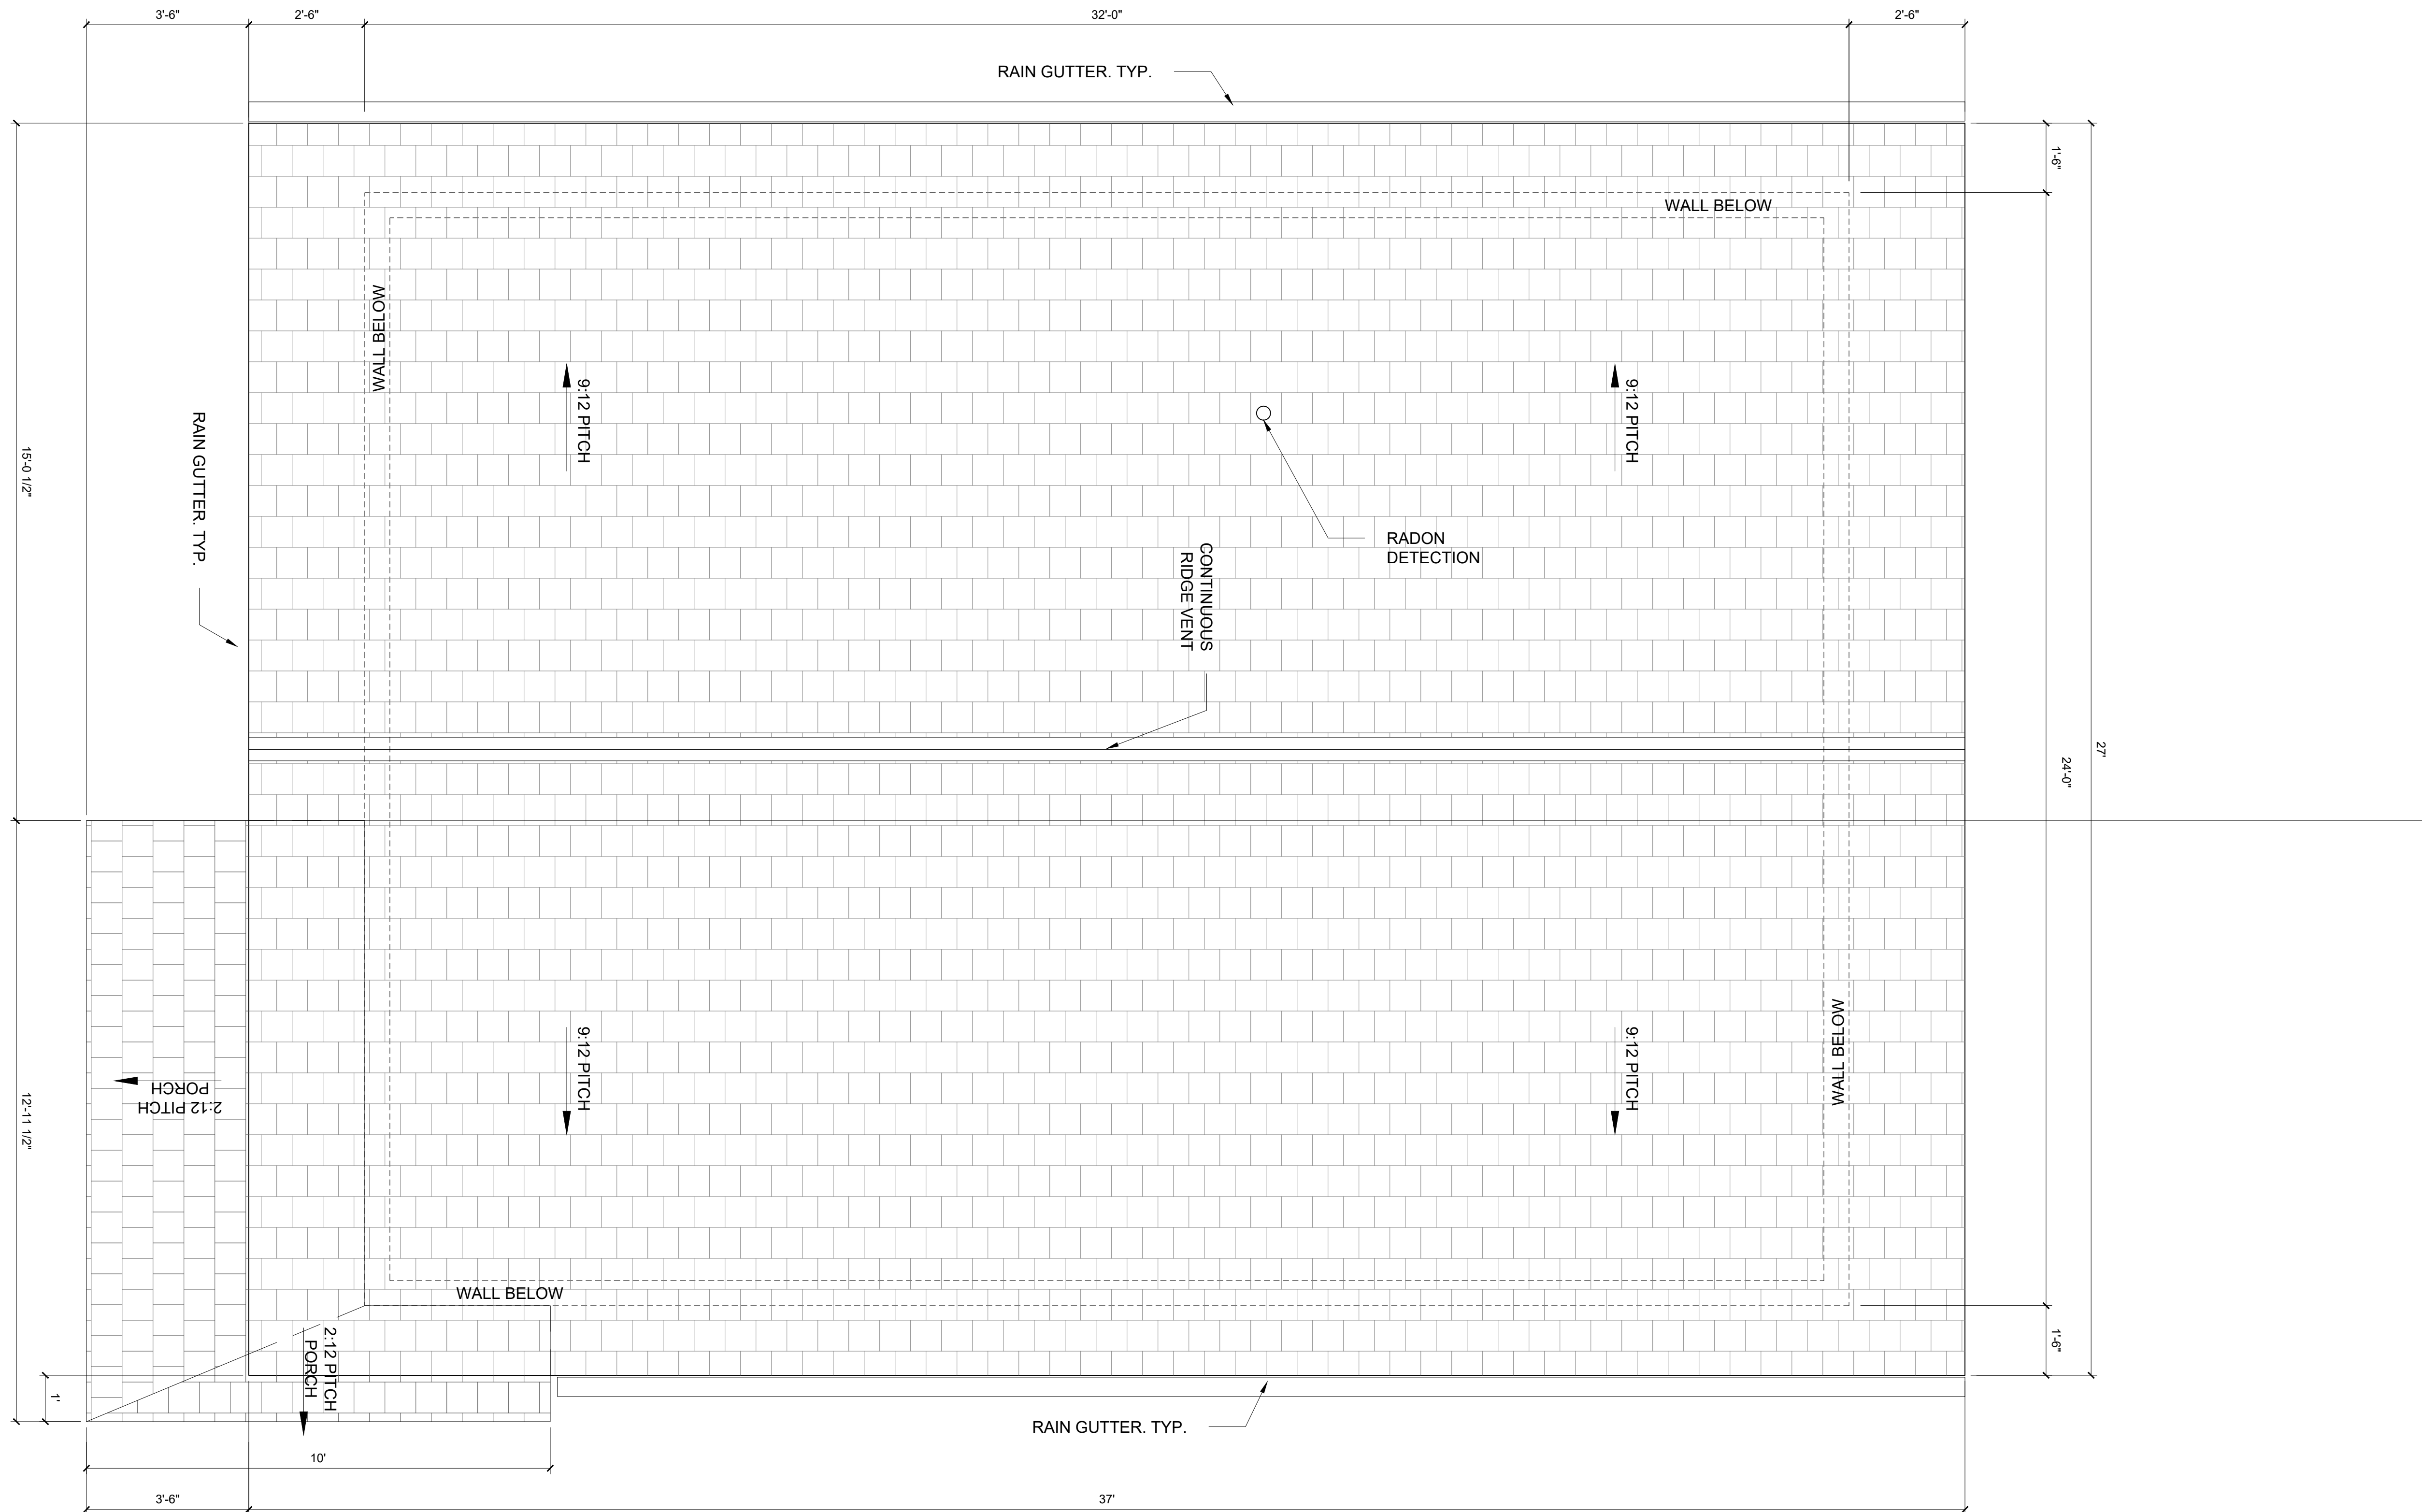 3'-6"
2'-6"
32'-0"
2'-6"
RAIN GUTTER. TYP.
1'-6"
WALL BELOW
WALL BELOW
9:12 PITCH
9:12 PITCH
RAIN GUTTER. TYP.
15'-0 1/2"
RADON
DETECTION
CONTINUOUS
RIDGE VENT
27'
24'-0"
9:12 PITCH
9:12 PITCH
WALL BELOW
2:12 PITCH
PORCH
12'-11 1/2"
WALL BELOW
2:12 PITCH
PORCH
1'-6"
1'
RAIN GUTTER. TYP.
10'
3'-6"
37'